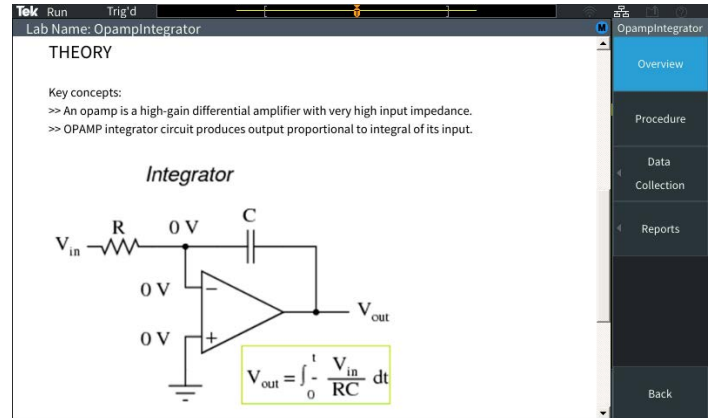 Tek Run Trig'd
Lab Name: OpampIntegrator
M
OpampIntegrator
THEORY
Key concepts:
>> An opamp is a high-gain differential amplifier with very high input impedance.
>> OPAMP integrator circuit produces output proportional to integral of its input.
Integrator
R
0 V
C
Vin
0 V
−
Vout
0 V
+
Vout = ∫ 0 t - Vin / RC dt
Overview
Procedure
Data
Collection
Reports
Back